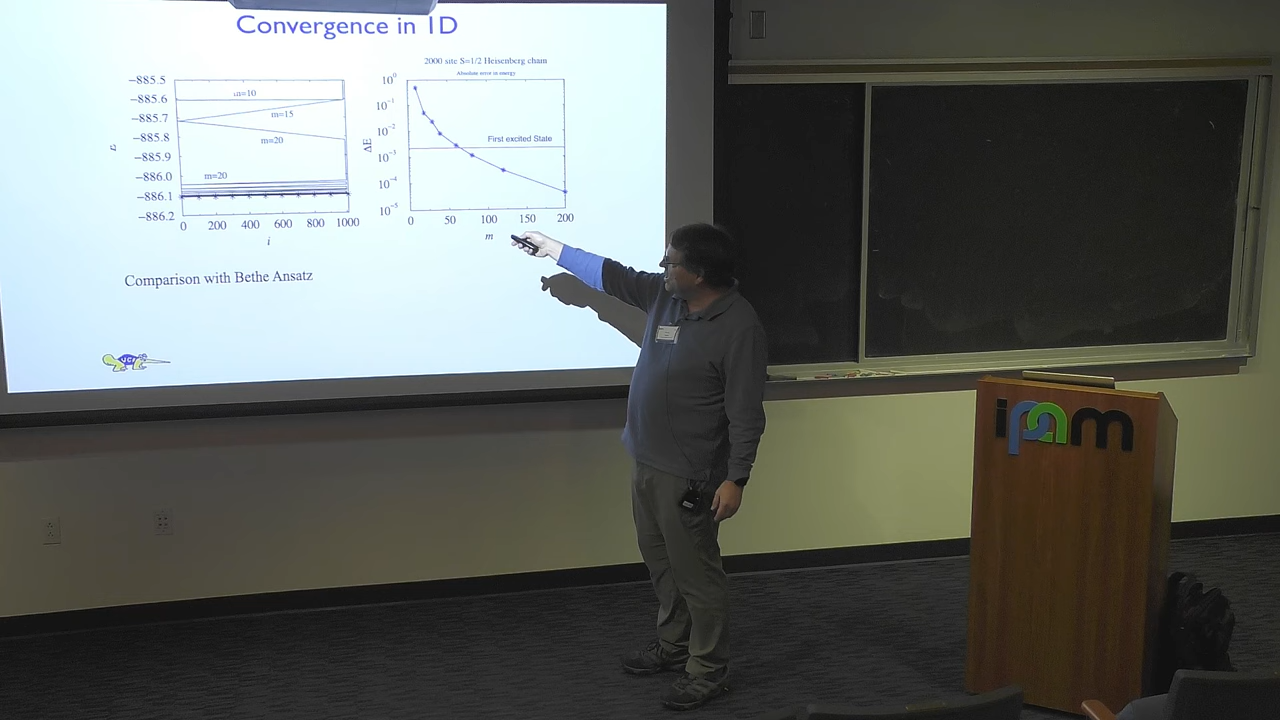 Convergence in 1D
-885.5
-885.6
-885.7
-885.8
-885.9
-886.0
-886.1
-886.2
m=10
m=15
m=20
m=20
0 200 400 600 800 1000
i
2000 site S=1/2 Heisenberg chain
Absolute error in energy
10^0
10^-1
10^-2
10^-3
10^-4
10^-5
ΔE
First excited State
0 50 100 150 200
m
Comparison with Bethe Ansatz
UCI
ipam